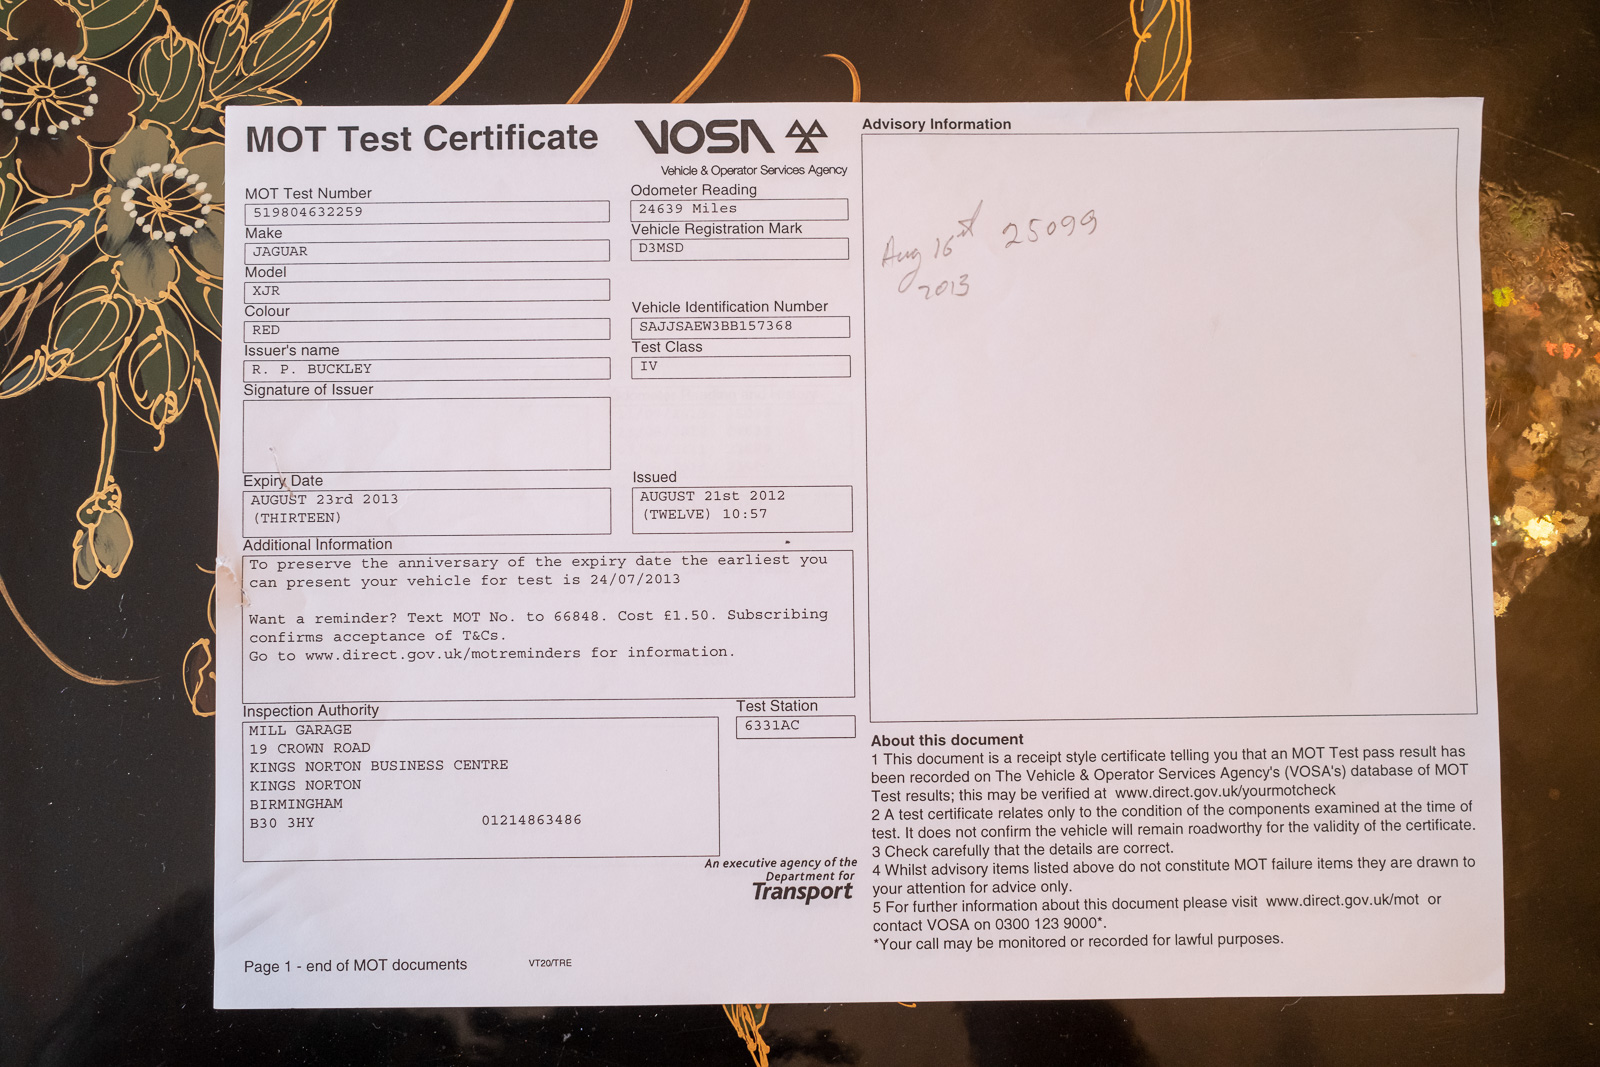 MOT Test Certificate
VOSA
Vehicle & Operator Services Agency
MOT Test Number
519804632259
Make
JAGUAR
Model
XJR
Colour
RED
Issuer's name
R. P. BUCKLEY
Signature of Issuer
Odometer Reading
24639 Miles
Vehicle Registration Mark
D3MSD
Vehicle Identification Number
SAJJSAEW3BB157368
Test Class
IV
Expiry Date
AUGUST 23rd 2013
(THIRTEEN)
Issued
AUGUST 21st 2012
(TWELVE) 10:57
Additional Information
To preserve the anniversary of the expiry date the earliest you
can present your vehicle for test is 24/07/2013
Want a reminder? Text MOT No. to 66848. Cost £1.50. Subscribing
confirms acceptance of T&Cs.
Go to www.direct.gov.uk/motreminders for information.
Inspection Authority
MILL GARAGE
19 CROWN ROAD
KINGS NORTON BUSINESS CENTRE
KINGS NORTON
BIRMINGHAM
B30 3HY 01214863486
Test Station
6331AC
An executive agency of the
Department for
Transport
Page 1 - end of MOT documents
VT20/TRE
Advisory Information
Aug 16st 25099
2013
About this document
1 This document is a receipt style certificate telling you that an MOT Test pass result has
been recorded on The Vehicle & Operator Services Agency's (VOSA's) database of MOT
Test results; this may be verified at www.direct.gov.uk/yourmotcheck
2 A test certificate relates only to the condition of the components examined at the time of
test. It does not confirm the vehicle will remain roadworthy for the validity of the certificate.
3 Check carefully that the details are correct.
4 Whilst advisory items listed above do not constitute MOT failure items they are drawn to
your attention for advice only.
5 For further information about this document please visit www.direct.gov.uk/mot or
contact VOSA on 0300 123 9000*.
*Your call may be monitored or recorded for lawful purposes.